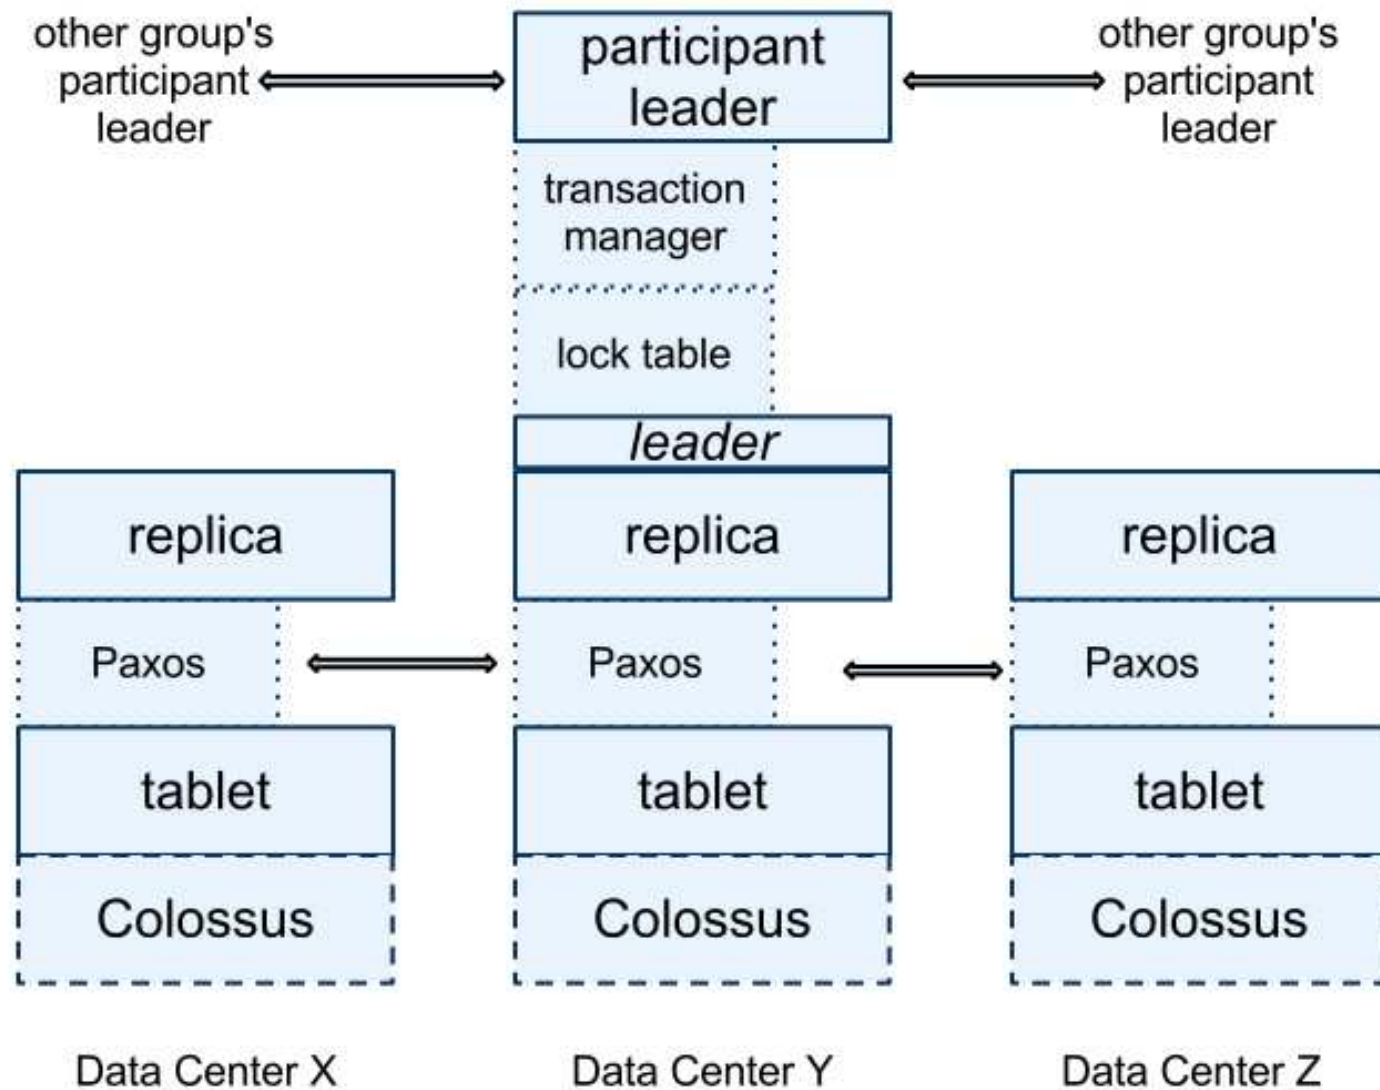 other group's
participant
leader
participant
leader
other group's
participant
leader
transaction
manager
lock table
leader
replica
replica
replica
Paxos
Paxos
Paxos
tablet
tablet
tablet
Colossus
Colossus
Colossus
Data Center X
Data Center Y
Data Center Z